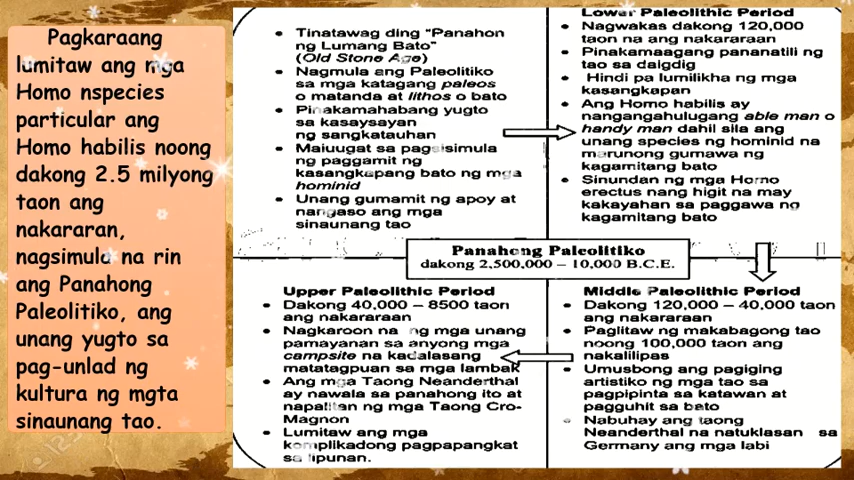 Pagkaraang
lumitaw ang mga
Homo nspecies
particular ang
Homo habilis noong
dakong 2.5 milyong
taon ang
nakararan,
nagsimula na rin
ang Panahong
Paleolitiko, ang
unang yugto sa
pag-unlad ng
kultura ng mgta
sinaunang tao.
• Tinatawag ding “Panahon
ng Lumang Bato”
(Old Stone Age)
• Nagmula ang Paleolitiko
sa mga katagang paleos
o matanda at lithos o bato
• Pinakamahabang yugto
sa kasaysayan
ng sangkatauhan
• Maiuugat sa pagsisimula
ng paggamit ng
kasangkapang bato ng mga
hominid
• Unang gumamit ng apoy at
nangaso ang mga
sinaunang tao
Lower Paleolithic Period
• Nagwakas dakong 120,000
taon na ang nakararaan
• Pinakamaagang pananatili ng
tao sa daigdig
• Hindi pa lumilikha ng mga
kasangkapan
• Ang Homo habilis ay
nangangahulugang able man o
handy man dahil sila ang
unang species ng hominid na
marunong gumawa ng
kagamitang bato
• Sinundan ng mga Homo
erectus nang higit na may
kakayahan sa paggawa ng
kagamitang bato
Panahong Paleolitiko
dakong 2,500,000 – 10,000 B.C.E.
Upper Paleolithic Period
• Dakong 40,000 – 8500 taon
ang nakararaan
• Nagkaroon na ng mga unang
pamayanan sa anyong mga
campsite na kadalasang
matatagpuan sa mga lambak
• Ang mga Taong Neanderthal
ay nawala sa panahong ito at
napalitan ng mga Taong Cro-
Magnon
• Lumitaw ang mga
komplikadong pagpapangkat
sa lipunan.
Middle Paleolithic Period
• Dakong 120,000 – 40,000 taon
ang nakararaan
• Paglitaw ng makabagong tao
noong 100,000 taon ang
nakalilipas
• Umusbong ang pagiging
artistiko ng mga tao sa
pagpipinta sa katawan at
pagguhit sa bato
• Nabuhay ang taong
Neanderthal na natuklasan sa
Germany ang mga labi